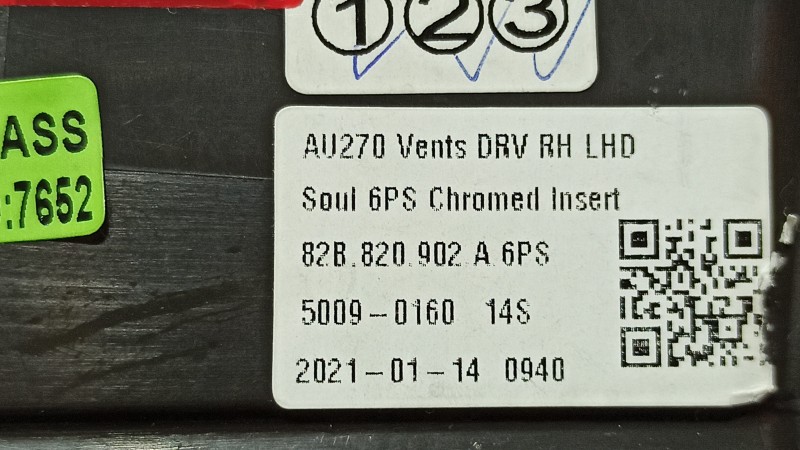 ①②③
ASS
:7652
AU270 Vents DRV RH LHD
Soul 6PS Chromed Insert
82B.820.902.A.6PS
5009-0160 14S
2021-01-14 0940